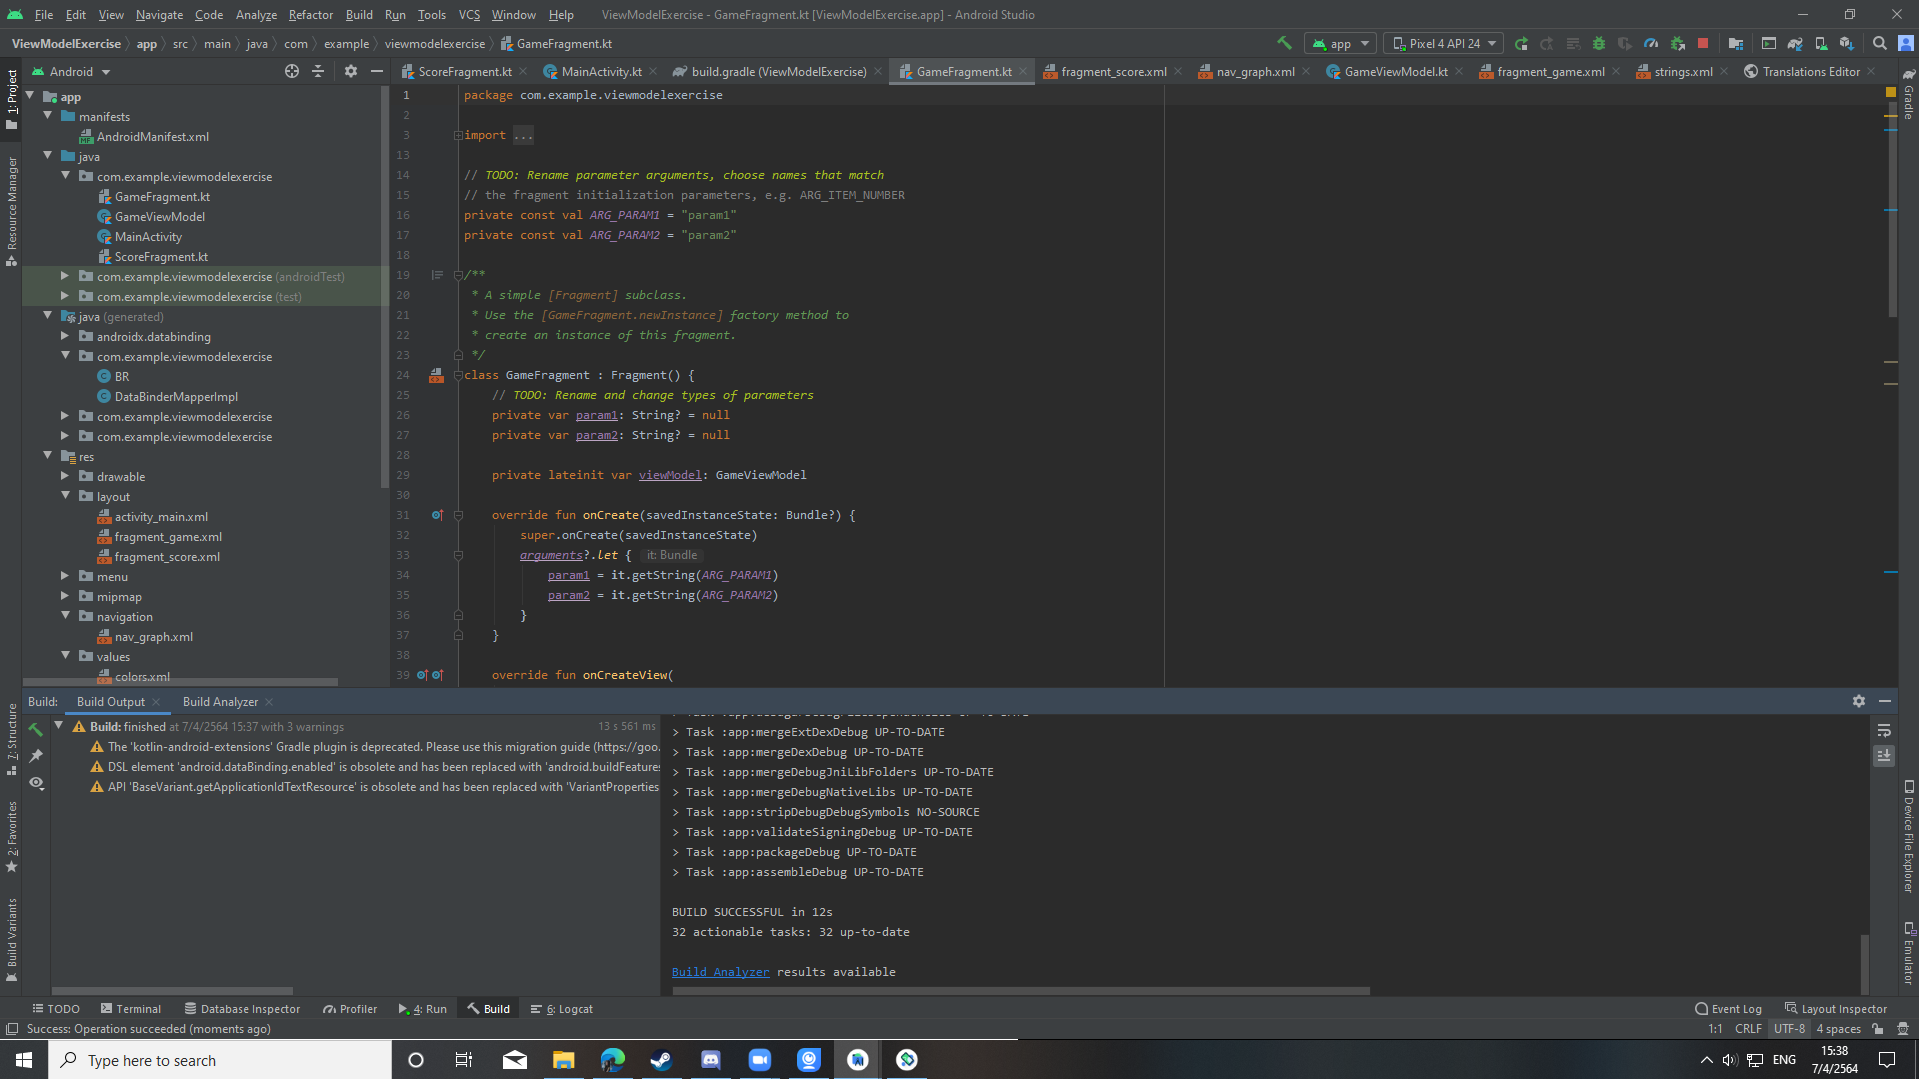 File Edit View Navigate Code Analyze Refactor Build Run Tools VCS Window Help ViewModelExercise - GameFragment.kt [ViewModelExercise.app] - Android Studio
ViewModelExercise app src main java com example viewmodelexercise GameFragment.kt app Pixel 4 API 24
Android ScoreFragment.kt MainActivity.kt build.gradle (ViewModelExercise) GameFragment.kt fragment_score.xml nav_graph.xml GameViewModel.kt fragment_game.xml strings.xml Translations Editor
1: Project
Resource Manager
7: Structure
2: Favorites
Build Variants
app
manifests
AndroidManifest.xml
java
com.example.viewmodelexercise
GameFragment.kt
GameViewModel
MainActivity
ScoreFragment.kt
com.example.viewmodelexercise (androidTest)
com.example.viewmodelexercise (test)
java (generated)
androidx.databinding
com.example.viewmodelexercise
BR
DataBinderMapperImpl
com.example.viewmodelexercise
com.example.viewmodelexercise
res
drawable
layout
activity_main.xml
fragment_game.xml
fragment_score.xml
menu
mipmap
navigation
nav_graph.xml
values
colors.xml
1 package com.example.viewmodelexercise
2
3 import ...
13
14 // TODO: Rename parameter arguments, choose names that match
15 // the fragment initialization parameters, e.g. ARG_ITEM_NUMBER
16 private const val ARG_PARAM1 = "param1"
17 private const val ARG_PARAM2 = "param2"
18
19 /**
20 * A simple [Fragment] subclass.
21 * Use the [GameFragment.newInstance] factory method to
22 * create an instance of this fragment.
23 */
24 class GameFragment : Fragment() {
25 // TODO: Rename and change types of parameters
26 private var param1: String? = null
27 private var param2: String? = null
28
29 private lateinit var viewModel: GameViewModel
30
31 override fun onCreate(savedInstanceState: Bundle?) {
32 super.onCreate(savedInstanceState)
33 arguments?.let { it: Bundle
34 param1 = it.getString(ARG_PARAM1)
35 param2 = it.getString(ARG_PARAM2)
36 }
37 }
38
39 override fun onCreateView(
Gradle
Device File Explorer
Emulator
Build: Build Output Build Analyzer
Build: finished at 7/4/2564 15:37 with 3 warnings 13 s 561 ms
The 'kotlin-android-extensions' Gradle plugin is deprecated. Please use this migration guide (https://goo.
DSL element 'android.dataBinding.enabled' is obsolete and has been replaced with 'android.buildFeatures
API 'BaseVariant.getApplicationIdTextResource' is obsolete and has been replaced with 'VariantProperties
> Task :app:mergeExtDexDebug UP-TO-DATE
> Task :app:mergeDexDebug UP-TO-DATE
> Task :app:mergeDebugJniLibFolders UP-TO-DATE
> Task :app:mergeDebugNativeLibs UP-TO-DATE
> Task :app:stripDebugDebugSymbols NO-SOURCE
> Task :app:validateSigningDebug UP-TO-DATE
> Task :app:packageDebug UP-TO-DATE
> Task :app:assembleDebug UP-TO-DATE
BUILD SUCCESSFUL in 12s
32 actionable tasks: 32 up-to-date
Build Analyzer results available
TODO Terminal Database Inspector Profiler 4: Run Build 6: Logcat Event Log Layout Inspector
Success: Operation succeeded (moments ago) 1:1 CRLF UTF-8 4 spaces
Type here to search ENG 15:38
7/4/2564